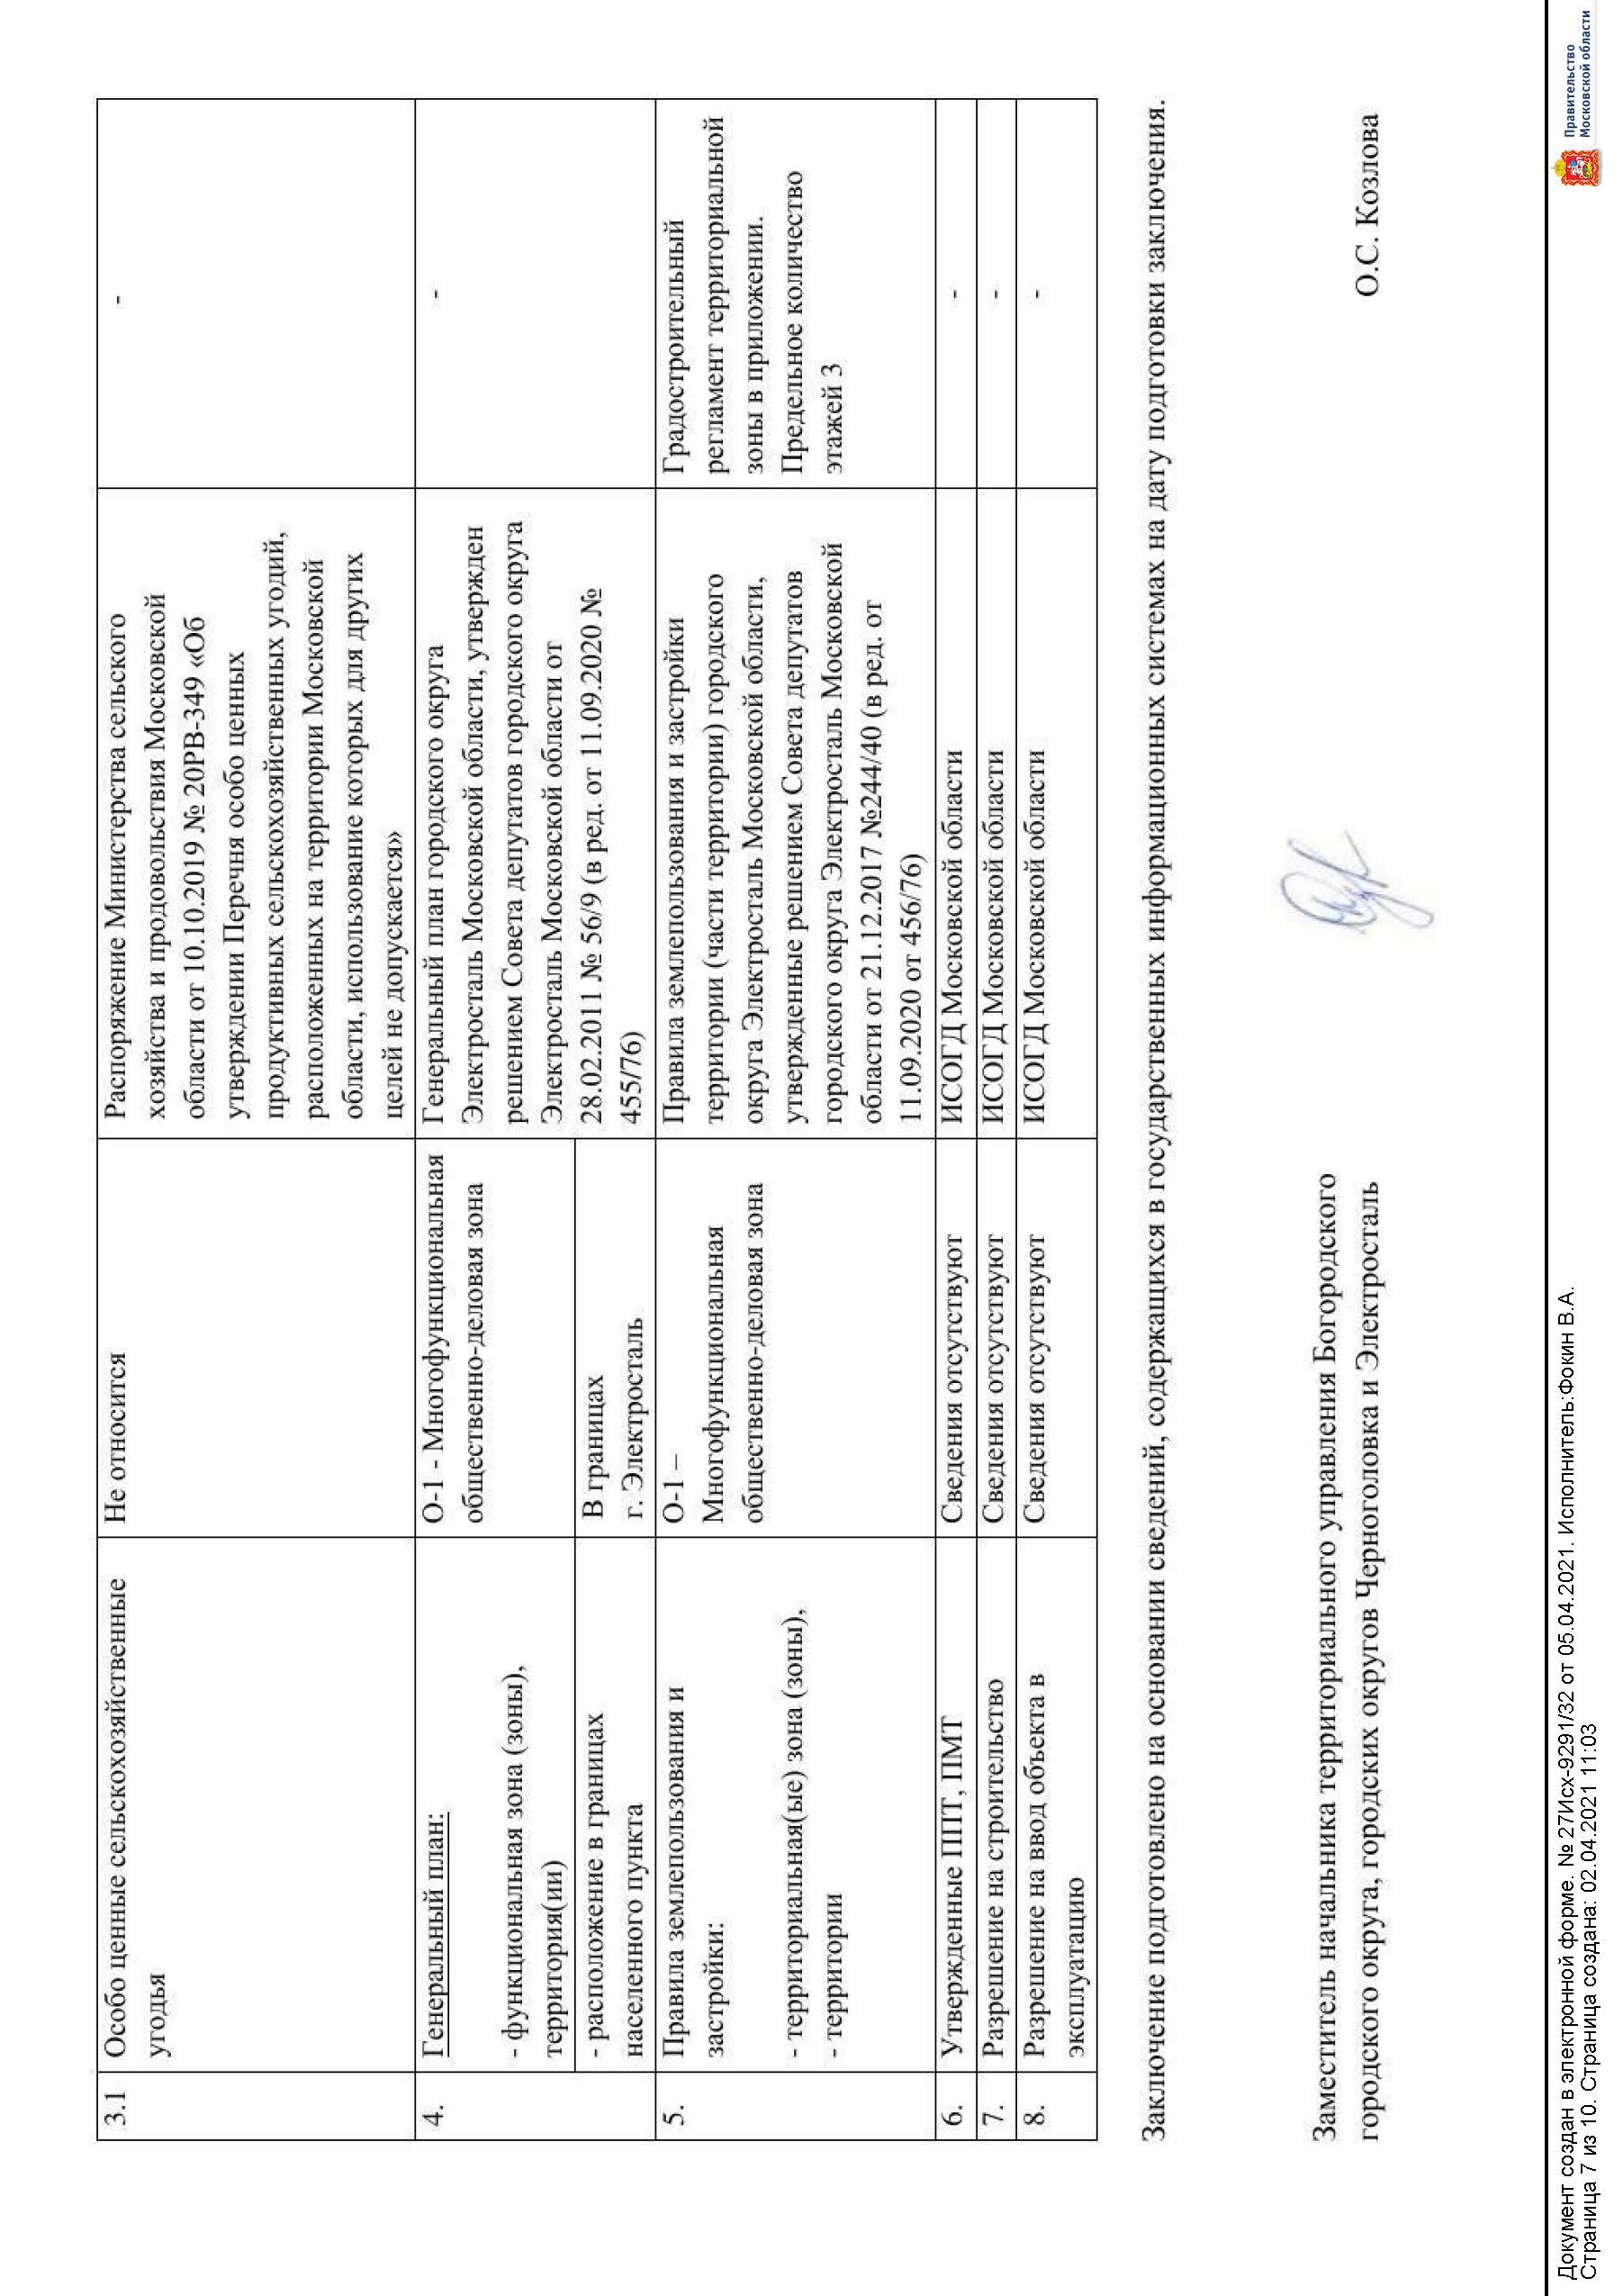 3.1
Особо ценные сельскохозяйственные
угодья
Не относится
Распоряжение Министерства сельского
хозяйства и продовольствия Московской
области от 10.10.2019 № 20РВ-349 «Об
утверждении Перечня особо ценных
продуктивных сельскохозяйственных угодий,
расположенных на территории Московской
области, использование которых для других
целей не допускается»
-
4.
Генеральный план:
- функциональная зона (зоны),
территория(ии)
О-1 - Многофункциональная
общественно-деловая зона
- расположение в границах
населенного пункта
В границах
г. Электросталь
Генеральный план городского округа
Электросталь Московской области, утвержден
решением Совета депутатов городского округа
Электросталь Московской области от
28.02.2011 № 56/9 (в ред. от 11.09.2020 №
455/76)
-
5.
Правила землепользования и
застройки:
- территориальная(ые) зона (зоны),
- территории
О-1 –
Многофункциональная
общественно-деловая зона
Правила землепользования и застройки
территории (части территории) городского
округа Электросталь Московской области,
утвержденные решением Совета депутатов
городского округа Электросталь Московской
области от 21.12.2017 №244/40 (в ред. от
11.09.2020 от 456/76)
Градостроительный
регламент территориальной
зоны в приложении.
Предельное количество
этажей 3
6.
Утвержденные ППТ, ПМТ
Сведения отсутствуют
ИСОГД Московской области
-
7.
Разрешение на строительство
Сведения отсутствуют
ИСОГД Московской области
-
8.
Разрешение на ввод объекта в
эксплуатацию
Сведения отсутствуют
ИСОГД Московской области
-
Заключение подготовлено на основании сведений, содержащихся в государственных информационных системах на дату подготовки заключения.
Заместитель начальника территориального управления Богородского
городского округа, городских округов Черноголовка и Электросталь
О.С. Козлова
Документ создан в электронной форме. № 27Исх-9291/32 от 05.04.2021. Исполнитель:Фокин В.А.
Страница 7 из 10. Страница создана: 02.04.2021 11:03
Правительство
Московской области